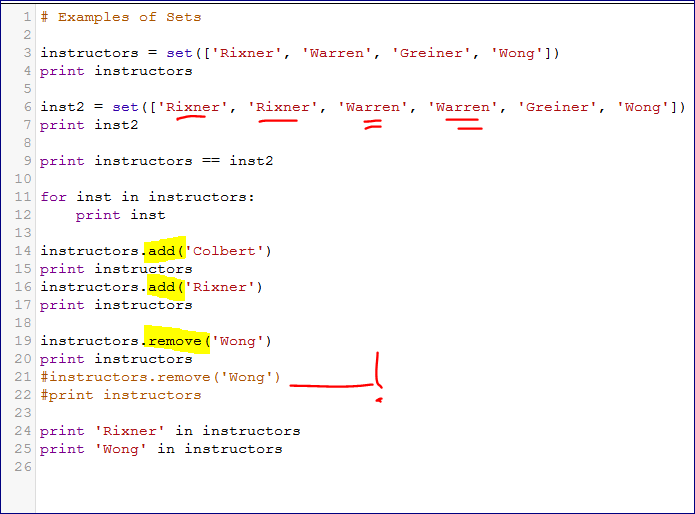 1 # Examples of Sets
2
3 instructors = set(['Rixner', 'Warren', 'Greiner', 'Wong'])
4 print instructors
5
6 inst2 = set(['Rixner', 'Rixner', 'Warren', 'Warren', 'Greiner', 'Wong'])
7 print inst2
8
9 print instructors == inst2
10
11 for inst in instructors:
12     print inst
13
14 instructors.add('Colbert')
15 print instructors
16 instructors.add('Rixner')
17 print instructors
18
19 instructors.remove('Wong')
20 print instructors
21 #instructors.remove('Wong') !
22 #print instructors
23
24 print 'Rixner' in instructors
25 print 'Wong' in instructors
26